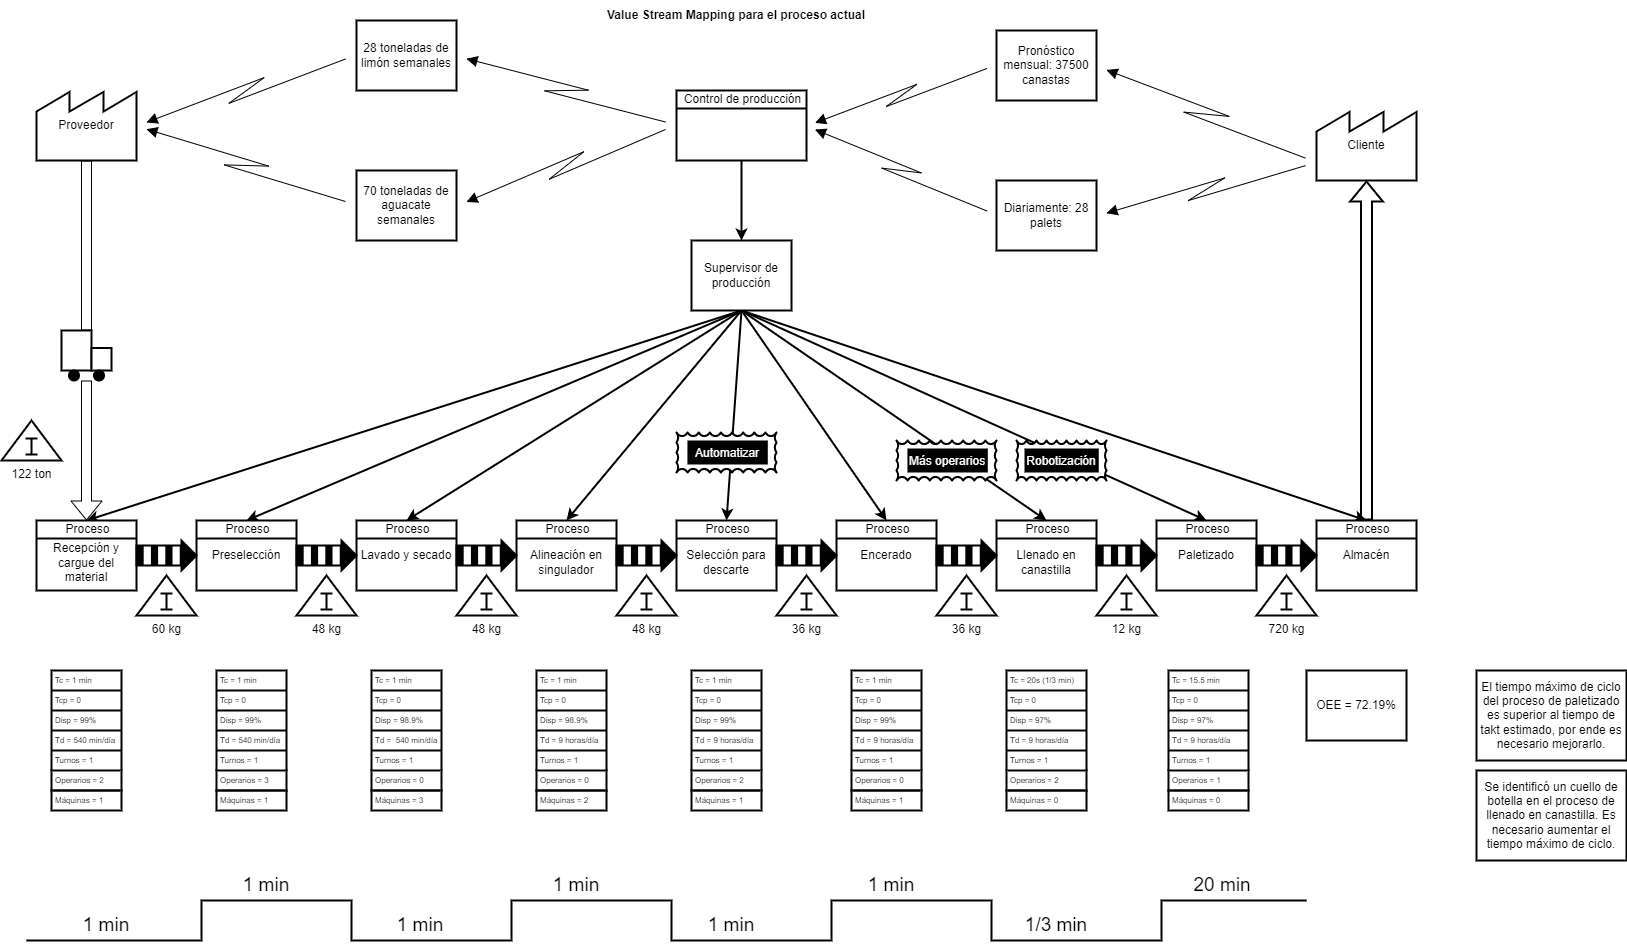 Value Stream Mapping para el proceso actual
28 toneladas de
limón semanales
Pronóstico
mensual: 37500
canastas
Control de producción
Proveedor
Cliente
70 toneladas de
aguacate
semanales
Diariamente: 28
palets
Supervisor de
producción
Automatizar
Más operarios
Robotización
I
122 ton
Proceso
Recepción y
cargue del
material
Proceso
Preselección
Proceso
Lavado y secado
Proceso
Alineación en
singulador
Proceso
Selección para
descarte
Proceso
Encerado
Proceso
Llenado en
canastilla
Proceso
Paletizado
Proceso
Almacén
I
60 kg
I
48 kg
I
48 kg
I
48 kg
I
36 kg
I
36 kg
I
12 kg
I
720 kg
Tc = 1 min
Tcp = 0
Disp = 99%
Td = 540 min/día
Turnos = 1
Operarios = 2
Máquinas = 1
Tc = 1 min
Tcp = 0
Disp = 99%
Td = 540 min/día
Turnos = 1
Operarios = 3
Máquinas = 1
Tc = 1 min
Tcp = 0
Disp = 98.9%
Td = 540 min/día
Turnos = 1
Operarios = 0
Máquinas = 3
Tc = 1 min
Tcp = 0
Disp = 98.9%
Td = 9 horas/día
Turnos = 1
Operarios = 0
Máquinas = 2
Tc = 1 min
Tcp = 0
Disp = 99%
Td = 9 horas/día
Turnos = 1
Operarios = 2
Máquinas = 1
Tc = 1 min
Tcp = 0
Disp = 99%
Td = 9 horas/día
Turnos = 1
Operarios = 0
Máquinas = 1
Tc = 20s (1/3 min)
Tcp = 0
Disp = 97%
Td = 9 horas/día
Turnos = 1
Operarios = 2
Máquinas = 0
Tc = 15.5 min
Tcp = 0
Disp = 97%
Td = 9 horas/día
Turnos = 1
Operarios = 1
Máquinas = 0
OEE = 72.19%
El tiempo máximo de ciclo
del proceso de paletizado
es superior al tiempo de
takt estimado, por ende es
necesario mejorarlo.
Se identificó un cuello de
botella en el proceso de
llenado en canastilla. Es
necesario aumentar el
tiempo máximo de ciclo.
1 min
1 min
1 min
1 min
1 min
1 min
1/3 min
20 min